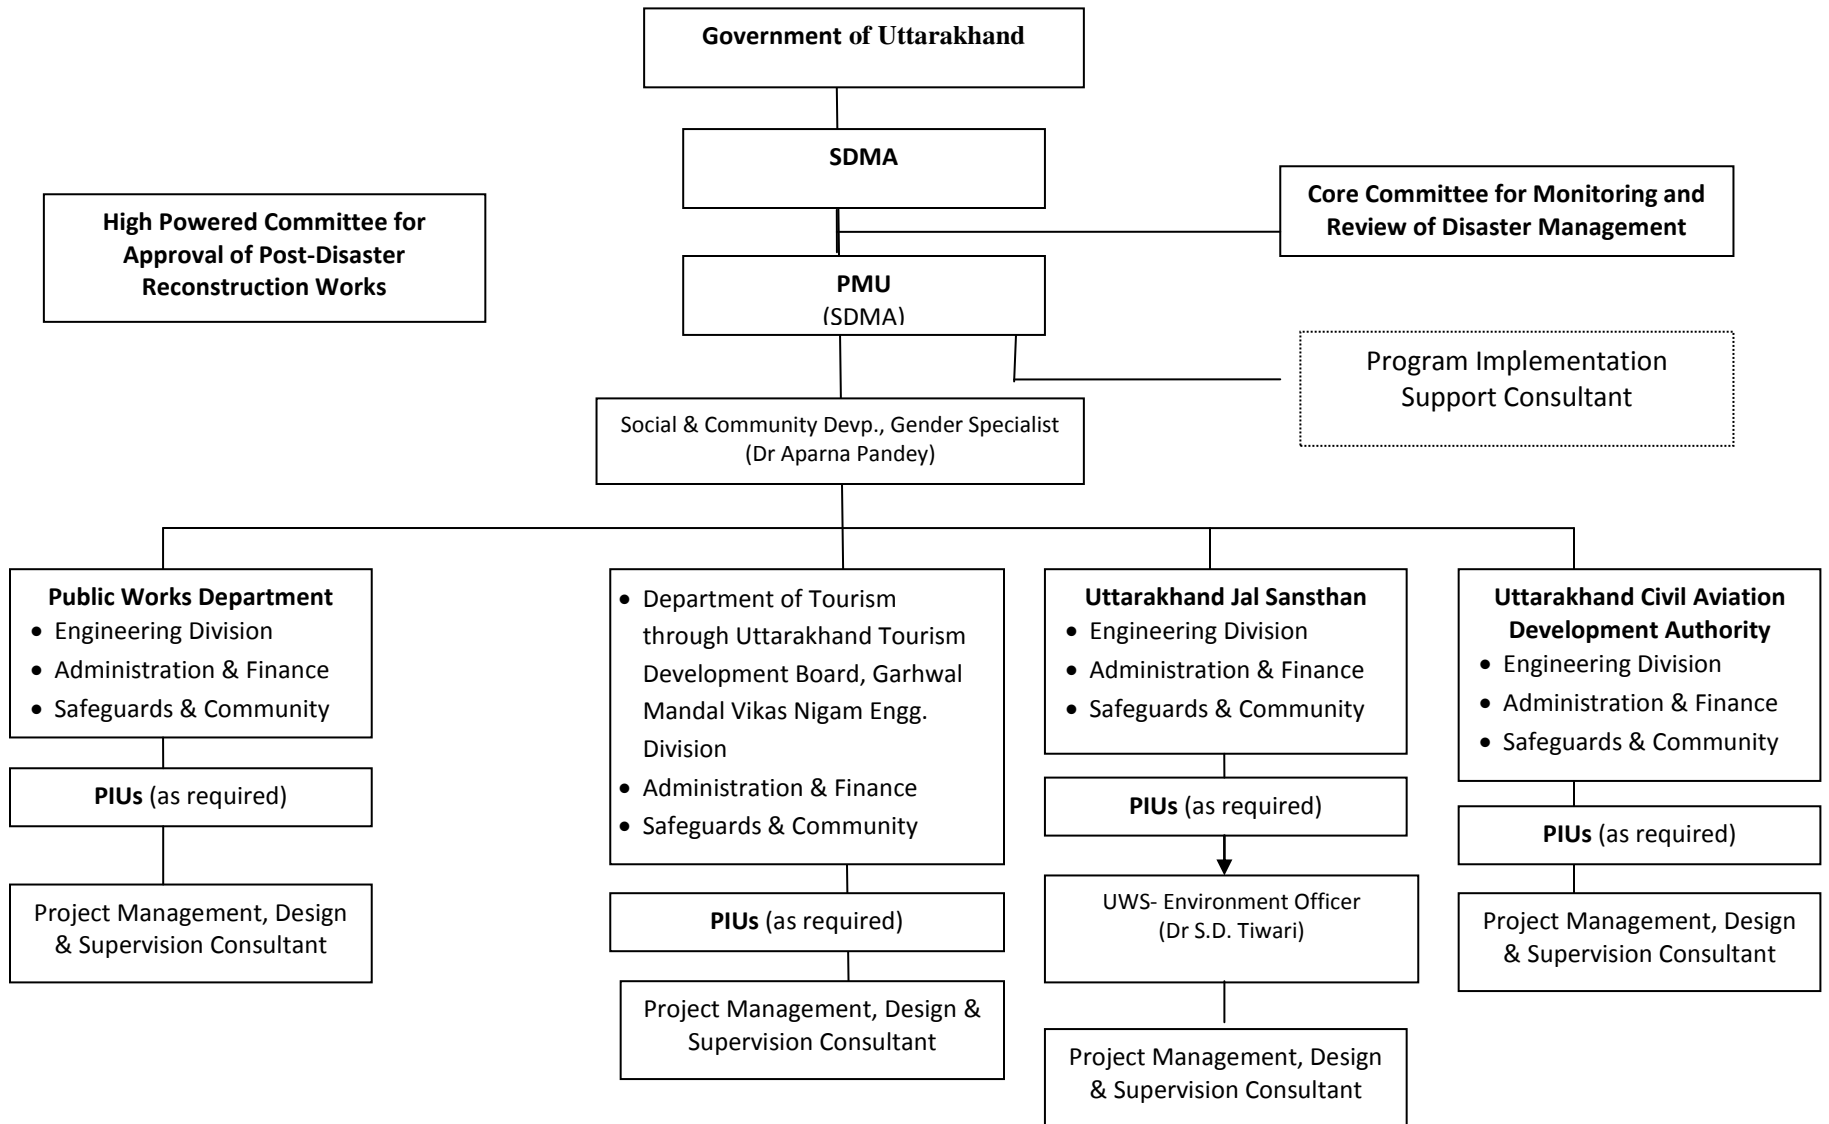 Government of Uttarakhand
SDMA
High Powered Committee for
Approval of Post-Disaster
Reconstruction Works
Core Committee for Monitoring and
Review of Disaster Management
PMU
(SDMA)
Program Implementation
Support Consultant
Social & Community Devp., Gender Specialist
(Dr Aparna Pandey)
Public Works Department
• Engineering Division
• Administration & Finance
• Safeguards & Community
PIUs (as required)
Project Management, Design
& Supervision Consultant
• Department of Tourism
through Uttarakhand Tourism
Development Board, Garhwal
Mandal Vikas Nigam Engg.
Division
• Administration & Finance
• Safeguards & Community
PIUs (as required)
Project Management, Design &
Supervision Consultant
Uttarakhand Jal Sansthan
• Engineering Division
• Administration & Finance
• Safeguards & Community
PIUs (as required)
UWS- Environment Officer
(Dr S.D. Tiwari)
Project Management, Design
& Supervision Consultant
Uttarakhand Civil Aviation
Development Authority
• Engineering Division
• Administration & Finance
• Safeguards & Community
PIUs (as required)
Project Management, Design
& Supervision Consultant